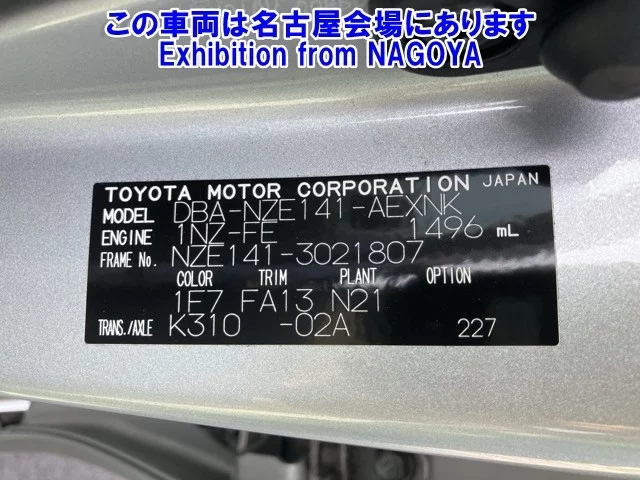 この車両は名古屋会場にあります
Exhibition from NAGOYA
TOYOTA MOTOR CORPORATION JAPAN
MODEL DBA-NZE141-AEXNK
ENGINE 1NZ-FE 1496 mL
FRAME No. NZE141-3021807
COLOR TRIM PLANT OPTION
1E7 FA13 N21
TRANS./AXLE K310 -02A 227